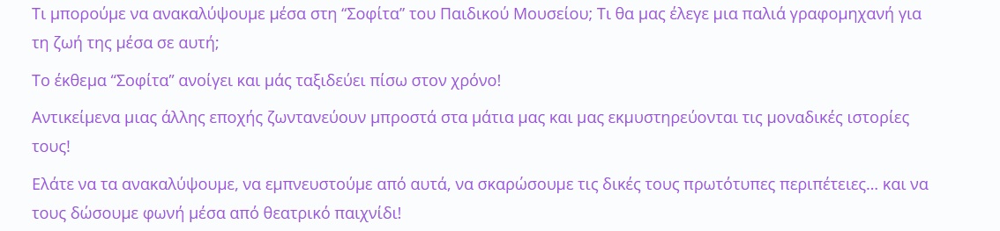 Τι μπορούμε να ανακαλύψουμε μέσα στη “Σοφίτα” του Παιδικού Μουσείου; Τι θα μας έλεγε μια παλιά γραφομηχανή για
τη ζωή της μέσα σε αυτή;
Το έκθεμα “Σοφίτα” ανοίγει και μάς ταξιδεύει πίσω στον χρόνο!
Αντικείμενα μιας άλλης εποχής ζωντανεύουν μπροστά στα μάτια μας και μας εκμυστηρεύονται τις μοναδικές ιστορίες
τους!
Ελάτε να τα ανακαλύψουμε, να εμπνευστούμε από αυτά, να σκαρώσουμε τις δικές τους πρωτότυπες περιπέτειες… και να
τους δώσουμε φωνή μέσα από θεατρικό παιχνίδι!